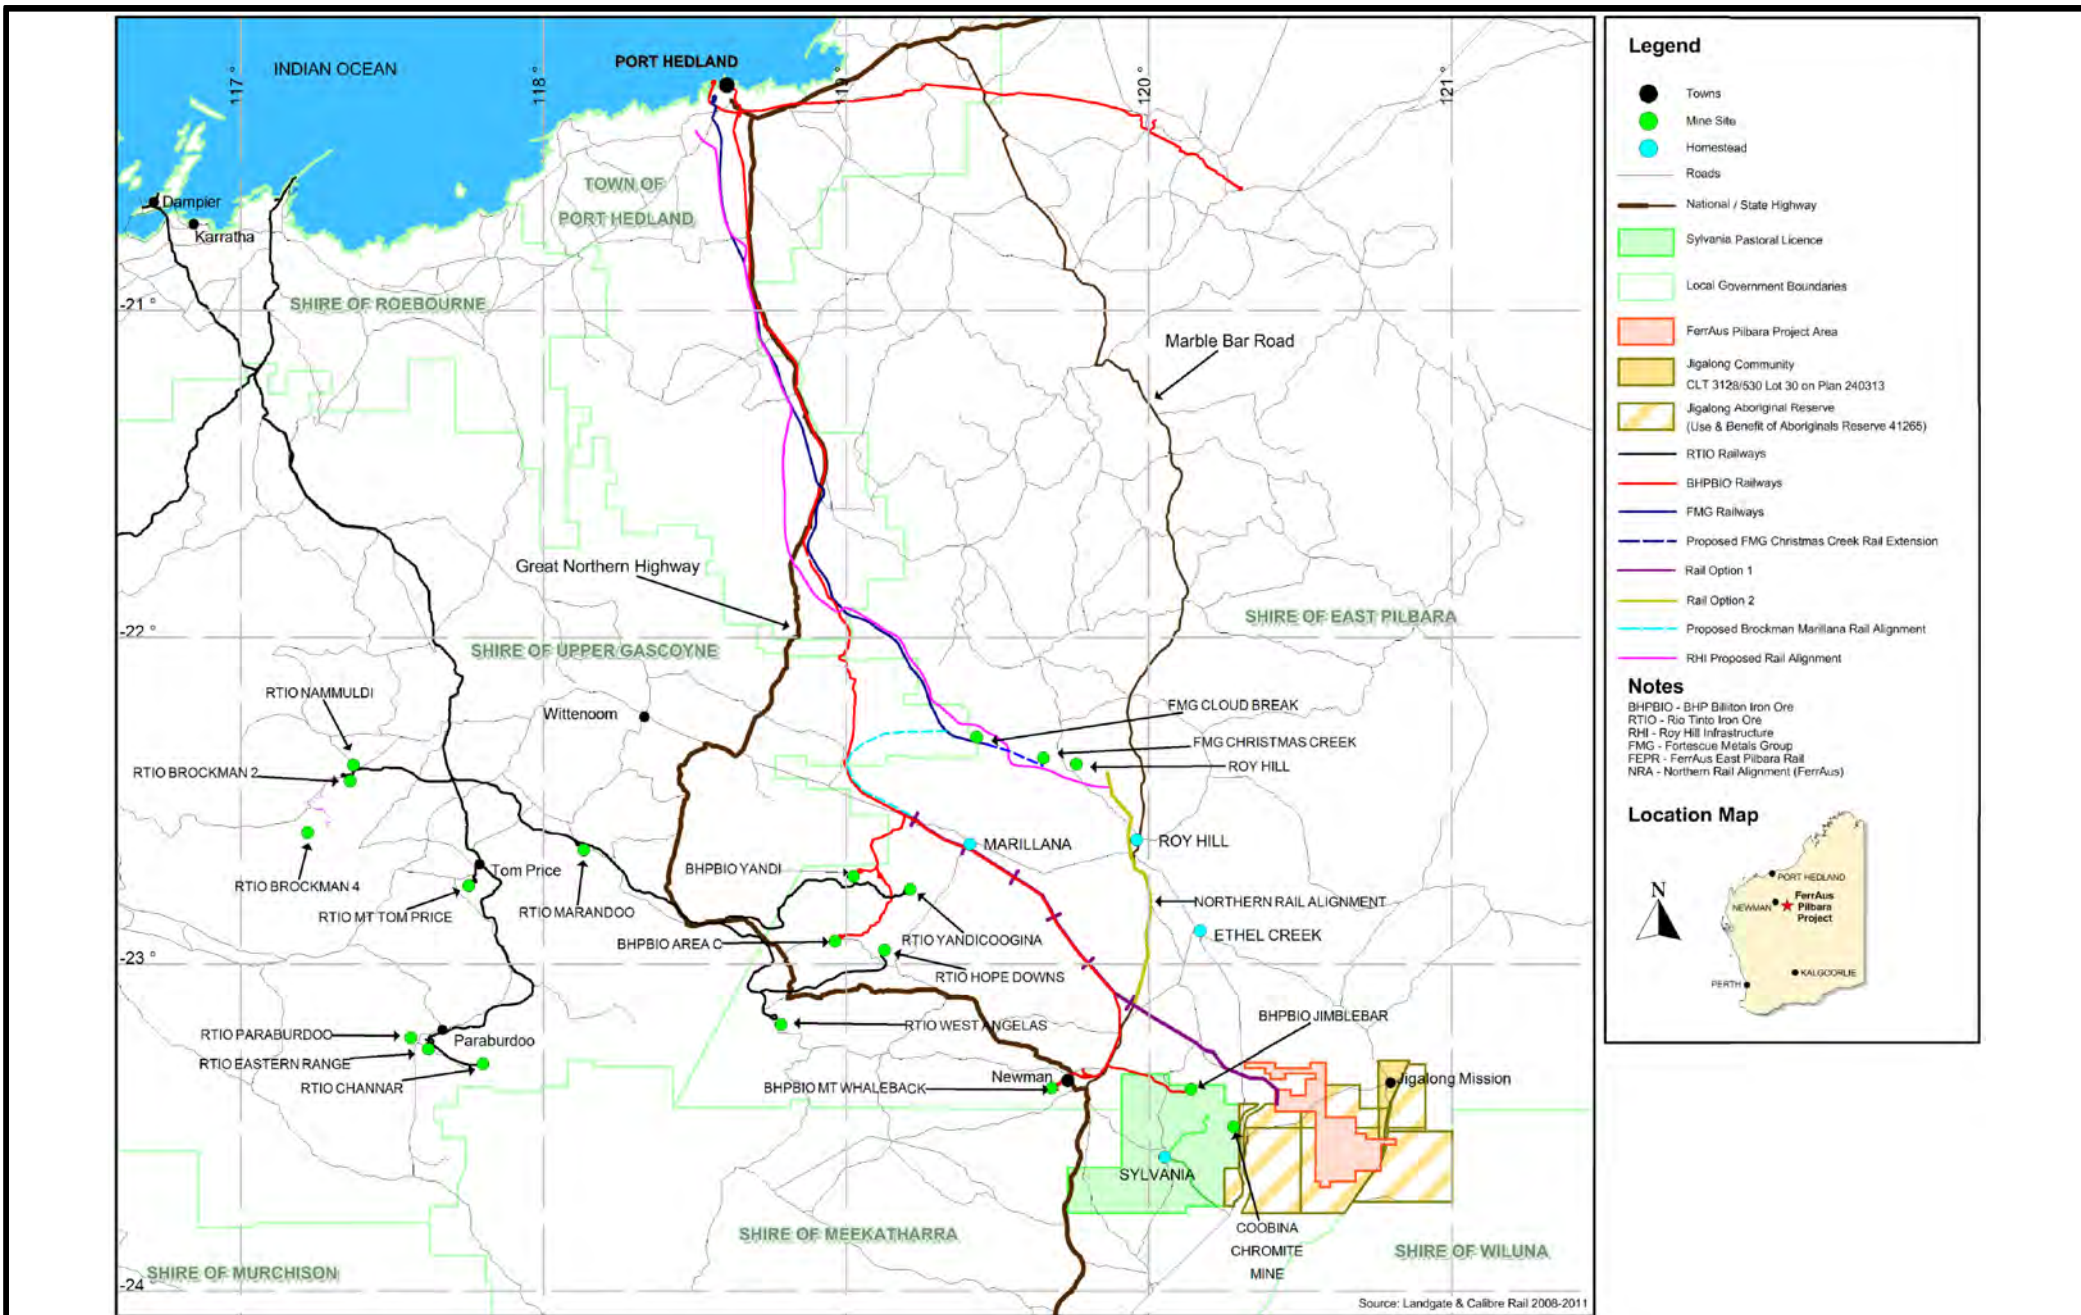 INDIAN OCEAN
PORT HEDLAND
117 °
118 °
119 °
120 °
121 °
Dampier
Karratha
TOWN OF
PORT HEDLAND
SHIRE OF ROEBOURNE
-21 °
Marble Bar Road
Great Northern Highway
-22 °
SHIRE OF EAST PILBARA
SHIRE OF UPPER GASCOYNE
RTIO NAMMULDI
Wittenoom
FMG CLOUD BREAK
FMG CHRISTMAS CREEK
ROY HILL
RTIO BROCKMAN 2
MARILLANA
ROY HILL
RTIO BROCKMAN 4
Tom Price
BHPBIO YANDI
RTIO MT TOM PRICE
RTIO MARANDOO
NORTHERN RAIL ALIGNMENT
BHPBIO AREA C
RTIO YANDICOOGINA
ETHEL CREEK
-23 °
RTIO HOPE DOWNS
RTIO PARABURDOO
Paraburdoo
RTIO WEST ANGELAS
BHPBIO JIMBLEBAR
RTIO EASTERN RANGE
RTIO CHANNAR
Newman
BHPBIO MT WHALEBACK
Jigalong Mission
SYLVANIA
COOBINA
CHROMITE
MINE
SHIRE OF MEEKATHARRA
SHIRE OF WILUNA
SHIRE OF MURCHISON
-24
Source: Landgate & Calibre Rail 2008-2011
Legend
Towns
Mine Site
Homestead
Roads
National / State Highway
Sylvania Pastoral Licence
Local Government Boundaries
FerrAus Pilbara Project Area
Jigalong Community
CLT 3128/530 Lot 30 on Plan 240313
Jigalong Aboriginal Reserve
(Use & Benefit of Aboriginals Reserve 41265)
RTIO Railways
BHPBIO Railways
FMG Railways
Proposed FMG Christmas Creek Rail Extension
Rail Option 1
Rail Option 2
Proposed Brockman Marillana Rail Alignment
RHI Proposed Rail Alignment
Notes
BHPBIO - BHP Billiton Iron Ore
RTIO - Rio Tinto Iron Ore
RHI - Roy Hill Infrastructure
FMG - Fortescue Metals Group
FEPR - FerrAus East Pilbara Rail
NRA - Northern Rail Alignment (FerrAus)
Location Map
N
PORT HEDLAND
NEWMAN
FerrAus
Pilbara
Project
KALGOORLIE
PERTH